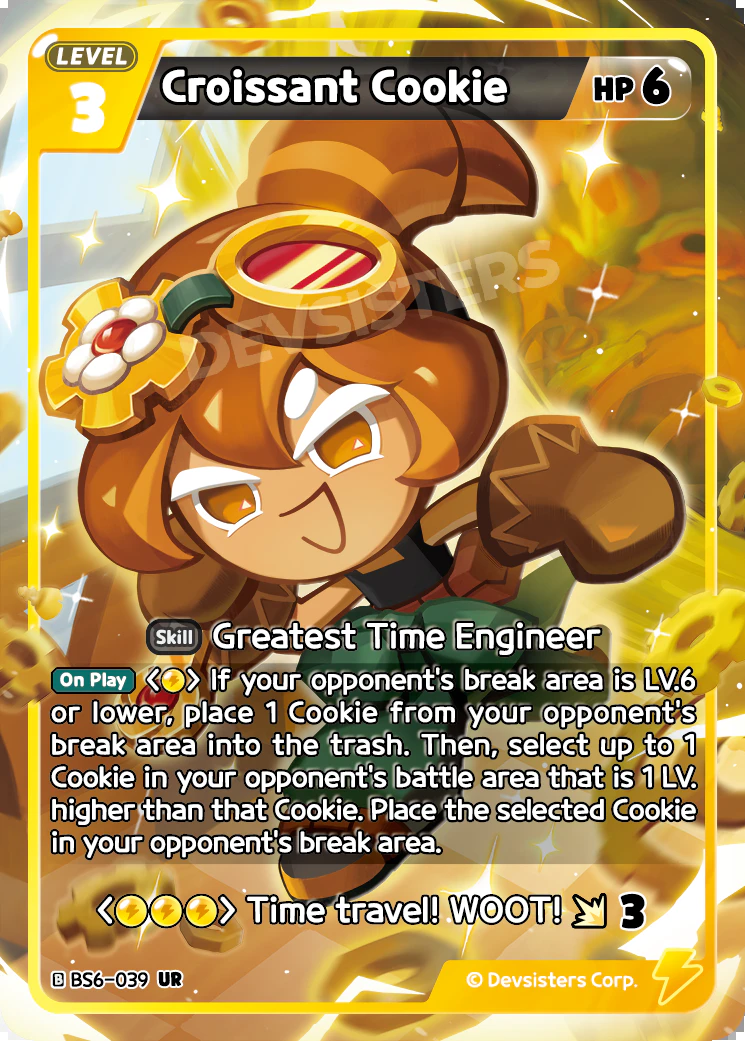 LEVEL
3
Croissant Cookie
HP 6
DEVSISTERS
Skill Greatest Time Engineer
On Play < > If your opponent's break area is LV.6
or lower, place 1 Cookie from your opponent's
break area into the trash. Then, select up to 1
Cookie in your opponent's battle area that is 1 LV.
higher than that Cookie. Place the selected Cookie
in your opponent's break area.
< > Time travel! WOOT! 3
B BS6-039 UR
© Devsisters Corp.